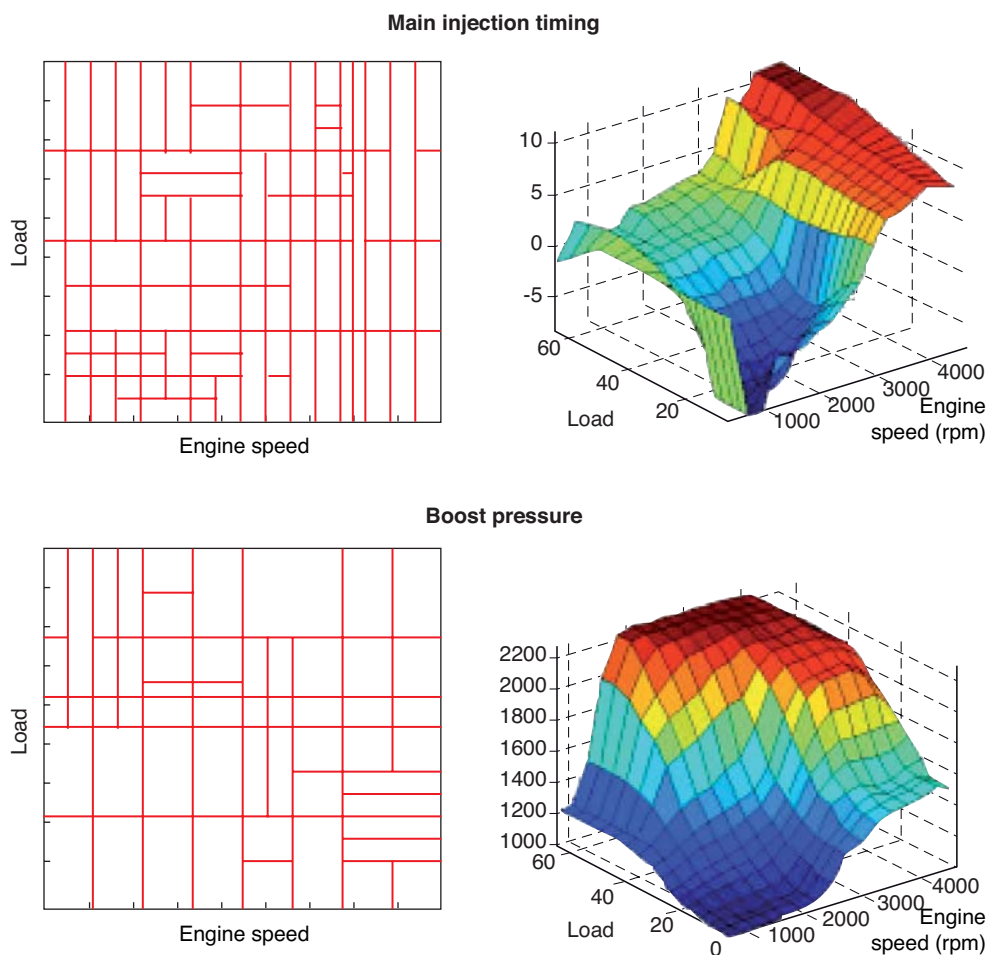 Main injection timing
10
5
0
-5
60
40
20
1000
2000
3000
4000
Load
Engine
speed (rpm)
Load
Engine speed
Boost pressure
2200
2000
1800
1600
1400
1200
1000
60
40
20
0
1000
2000
3000
4000
Load
Engine
speed (rpm)
Load
Engine speed